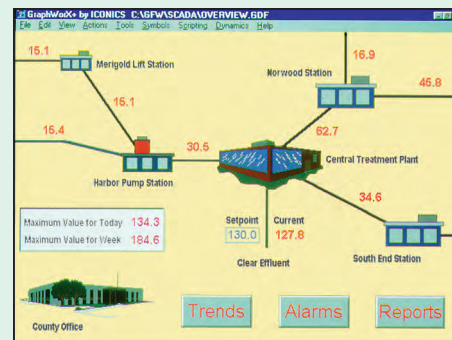 GraphWorX+ by ICONICS C:\GFW\SCADA\OVERVIEW.GDF
File Edit View Actions Tools Symbols Scripting Dynamics Help
15.1
Merigold Lift Station
16.9
Norwood Station
45.8
15.1
62.7
15.4
30.5
Central Treatment Plant
Harbor Pump Station
34.6
Maximum Value for Today 134.3
Maximum Value for Week 184.6
Setpoint Current
130.0 127.8
Clear Effluent
South End Station
County Office
Trends Alarms Reports